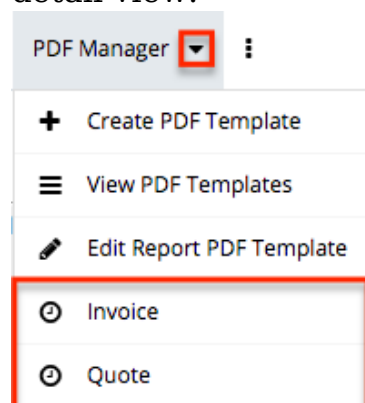 detail view.
PDF Manager
Create PDF Template
View PDF Templates
Edit Report PDF Template
Invoice
Quote